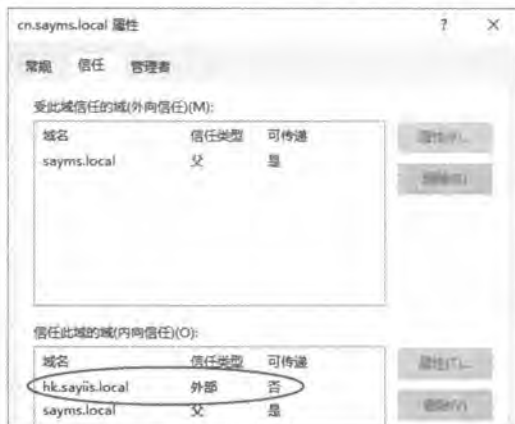 cn.sayms.local 属性 ? ×
常规 信任 管理者
受此域信任的域(外向信任)(M):
域名 信任类型 可传递
sayms.local 父 是
信任此域的域(内向信任)(O):
域名 信任类型 可传递
hk.sayiis.local 外部 否
sayms.local 父 是